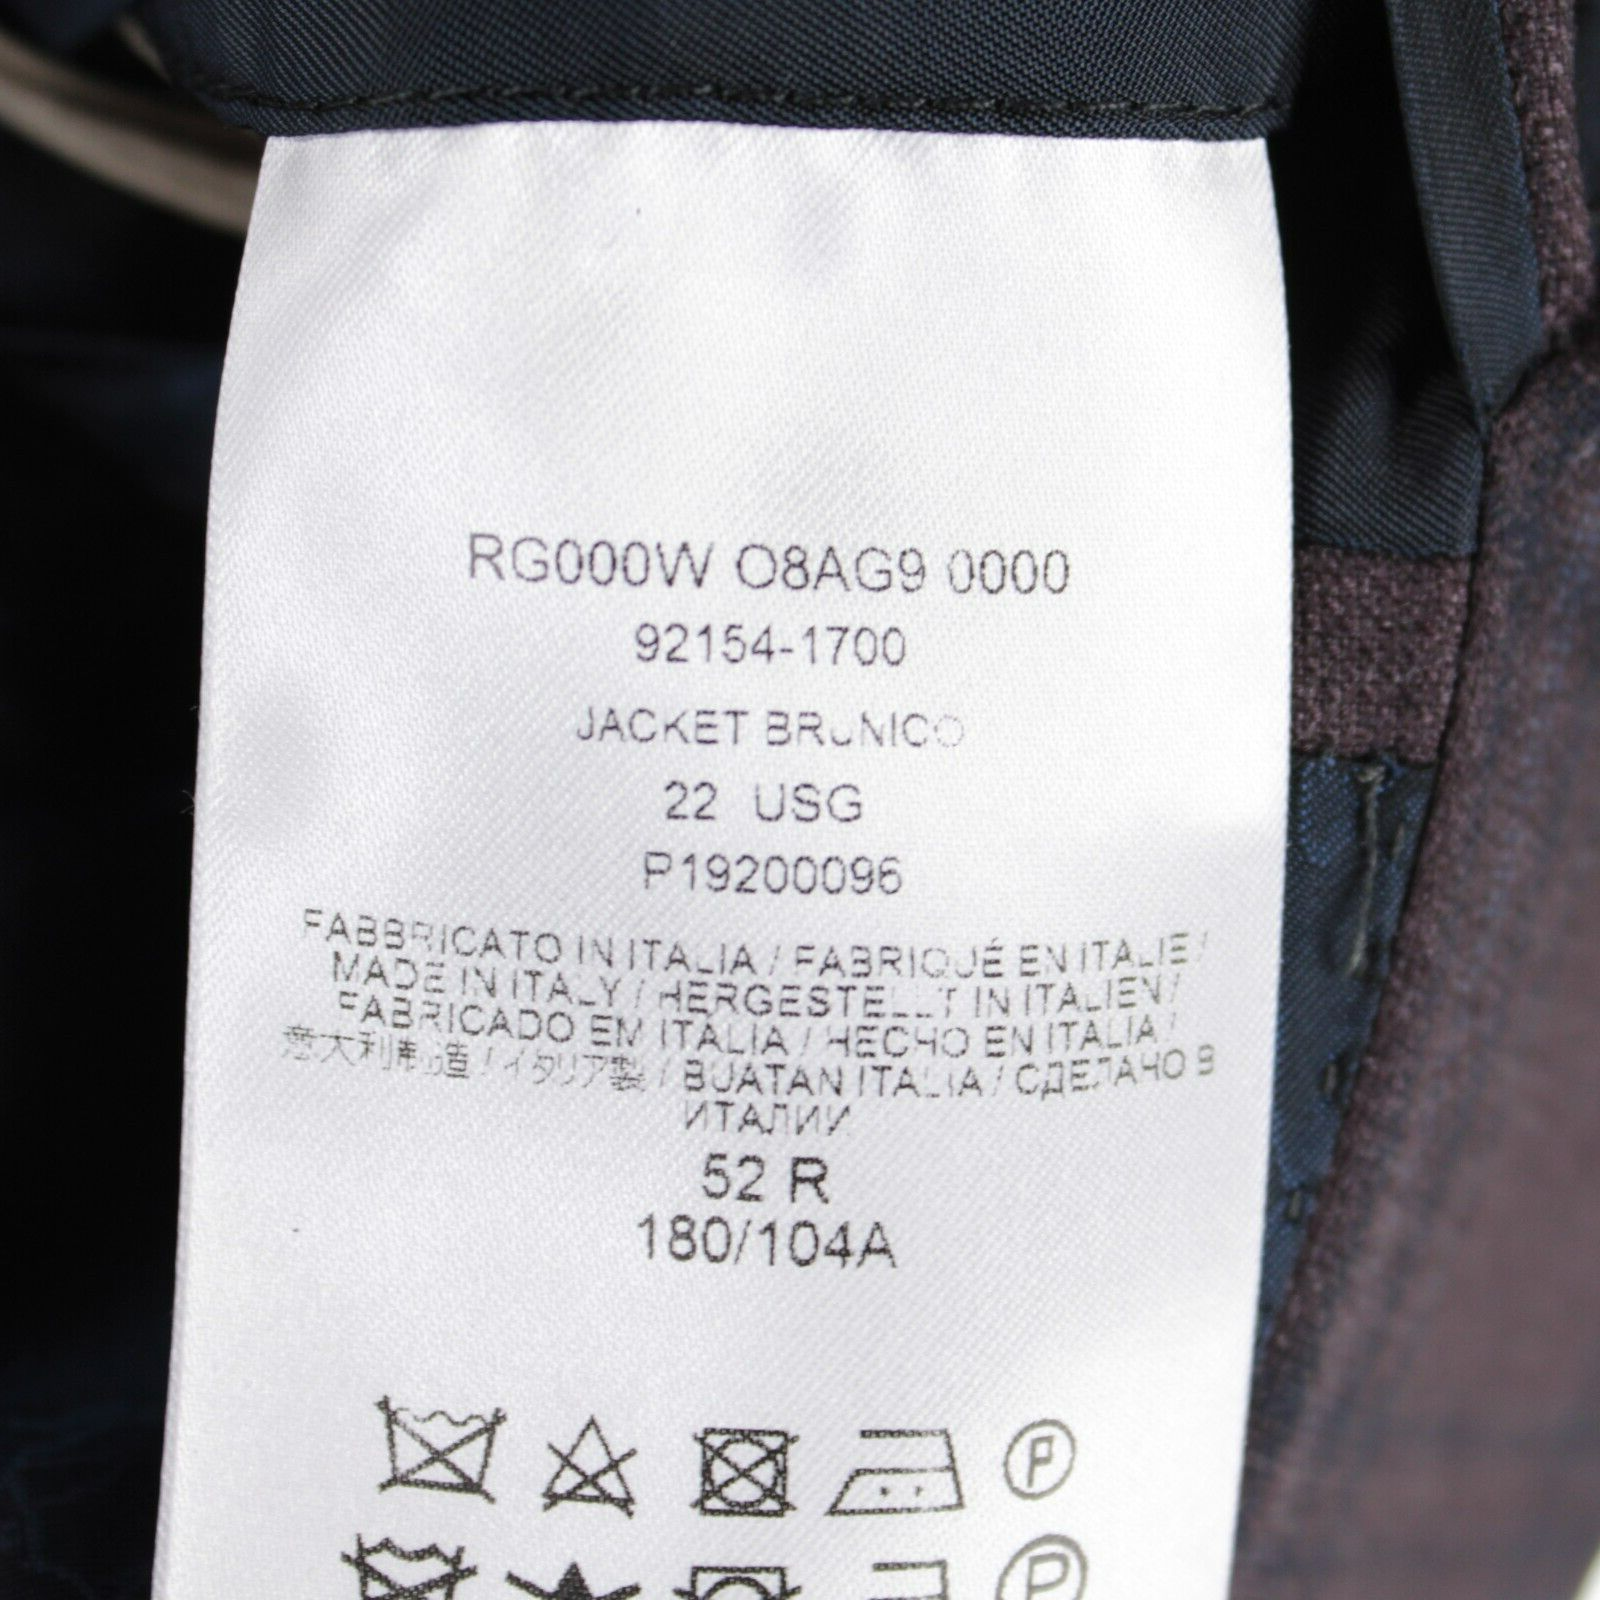 RG000W O8AG9 0000
92154-1700
JACKET BRUNICO
22 USG
P19200096
FABBRICATO IN ITALIA / FABRIQUÉ EN ITALIE /
MADE IN ITALY / HERGESTELLT IN ITALIEN /
FABRICADO EM ITALIA / HECHO EN ITALIA /
意大利制造 / イタリア製 / BUATAN ITALIA / СДЕЛАНО В
ИТАЛИИ
52 R
180/104A
P
P